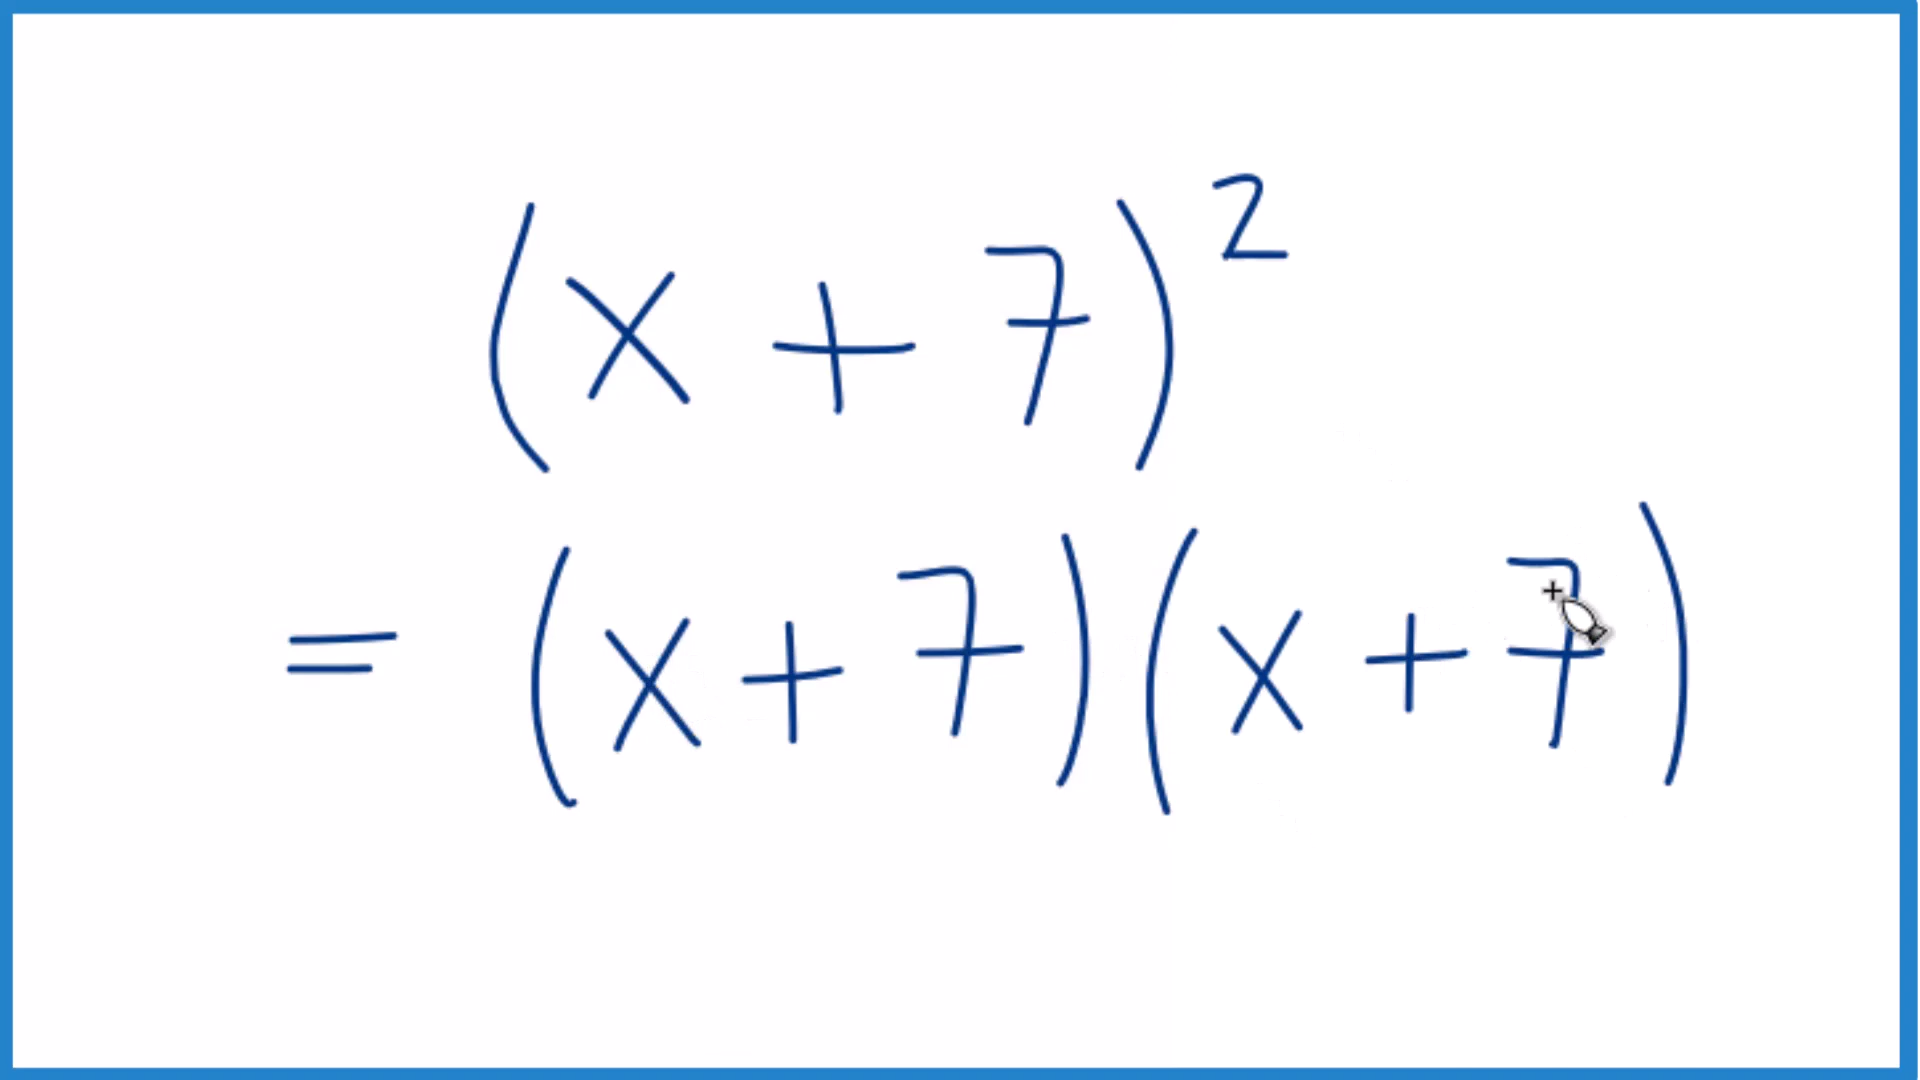 (x + 7)²
= (x + 7)(x + 7)